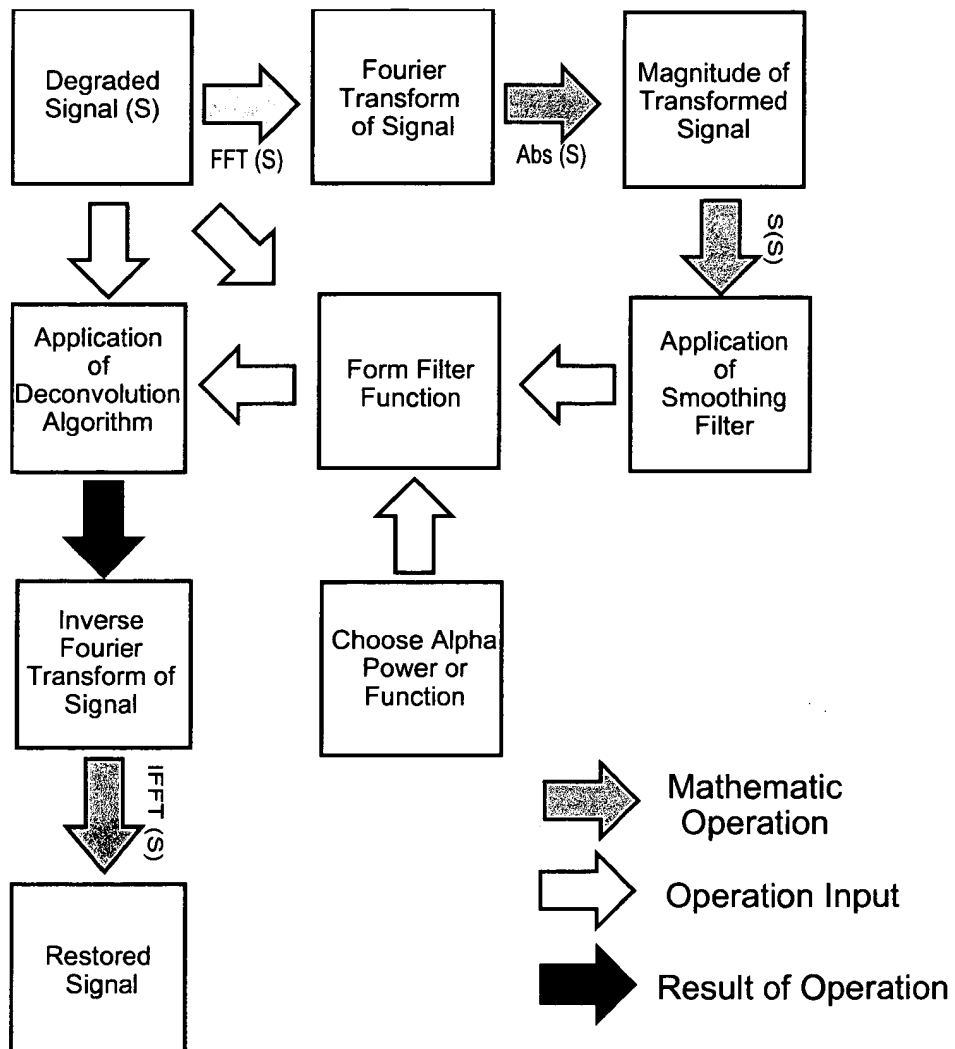 Degraded
Signal (S)
FFT (S)
Fourier
Transform
of Signal
Abs (S)
Magnitude of
Transformed
Signal
S(S)
Application
of
Deconvolution
Algorithm
Form Filter
Function
Application
of
Smoothing
Filter
Inverse
Fourier
Transform of
Signal
Choose Alpha
Power or
Function
IFFT (S)
Restored
Signal
Mathematic
Operation
Operation Input
Result of Operation